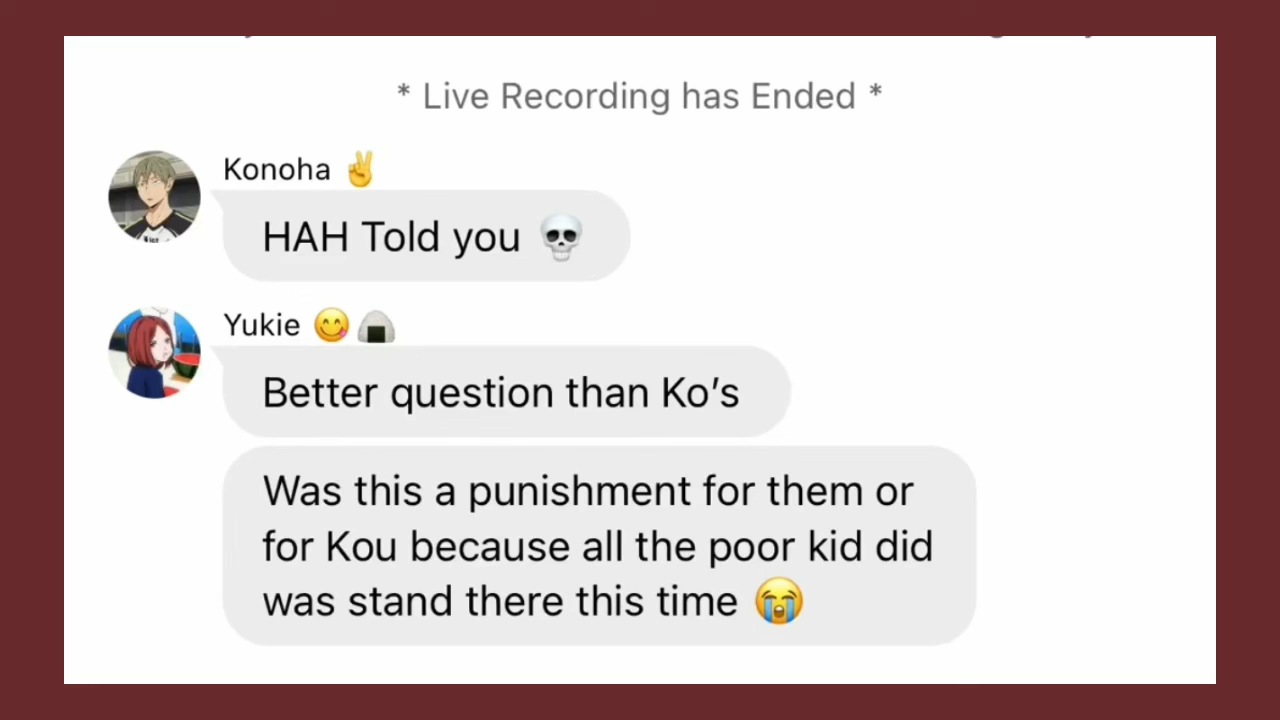 * Live Recording has Ended *
Konoha ✌️
HAH Told you 💀
Yukie 😋🍙
Better question than Ko’s
Was this a punishment for them or
for Kou because all the poor kid did
was stand there this time 😭